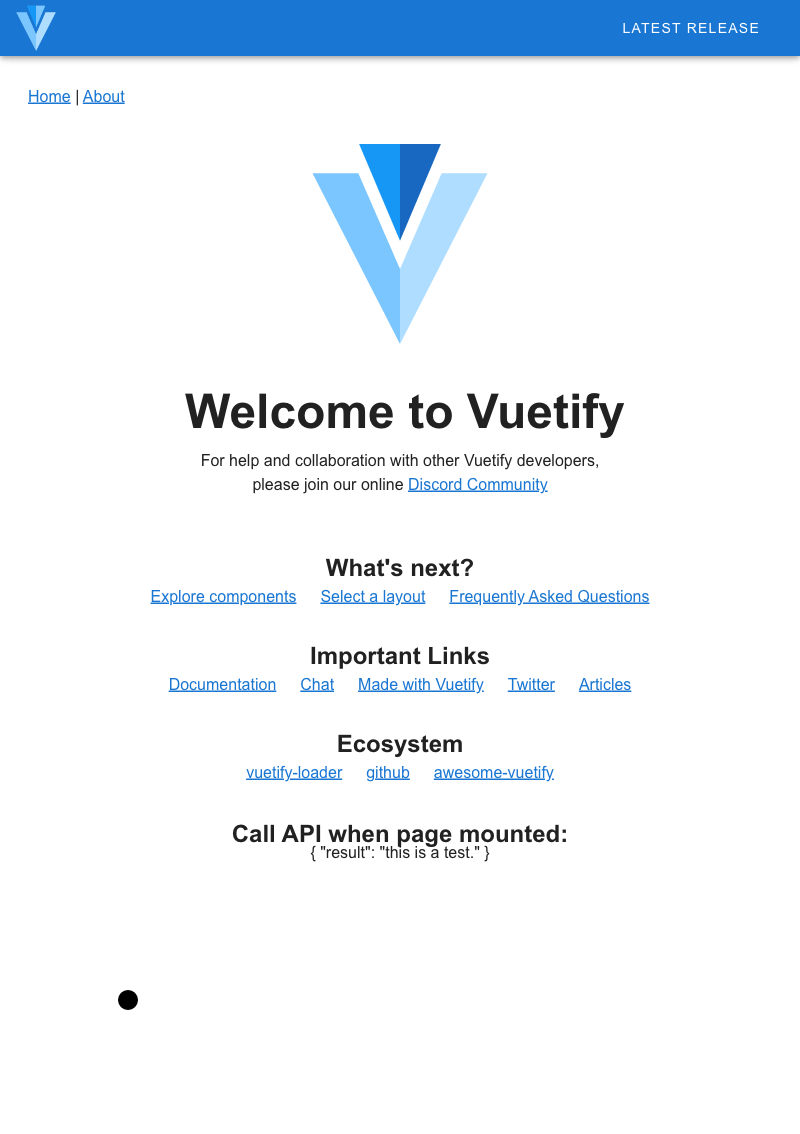 LATEST RELEASE
Home | About
Welcome to Vuetify
For help and collaboration with other Vuetify developers,
please join our online Discord Community
What's next?
Explore components Select a layout Frequently Asked Questions
Important Links
Documentation Chat Made with Vuetify Twitter Articles
Ecosystem
vuetify-loader github awesome-vuetify
Call API when page mounted:
{ "result": "this is a test." }